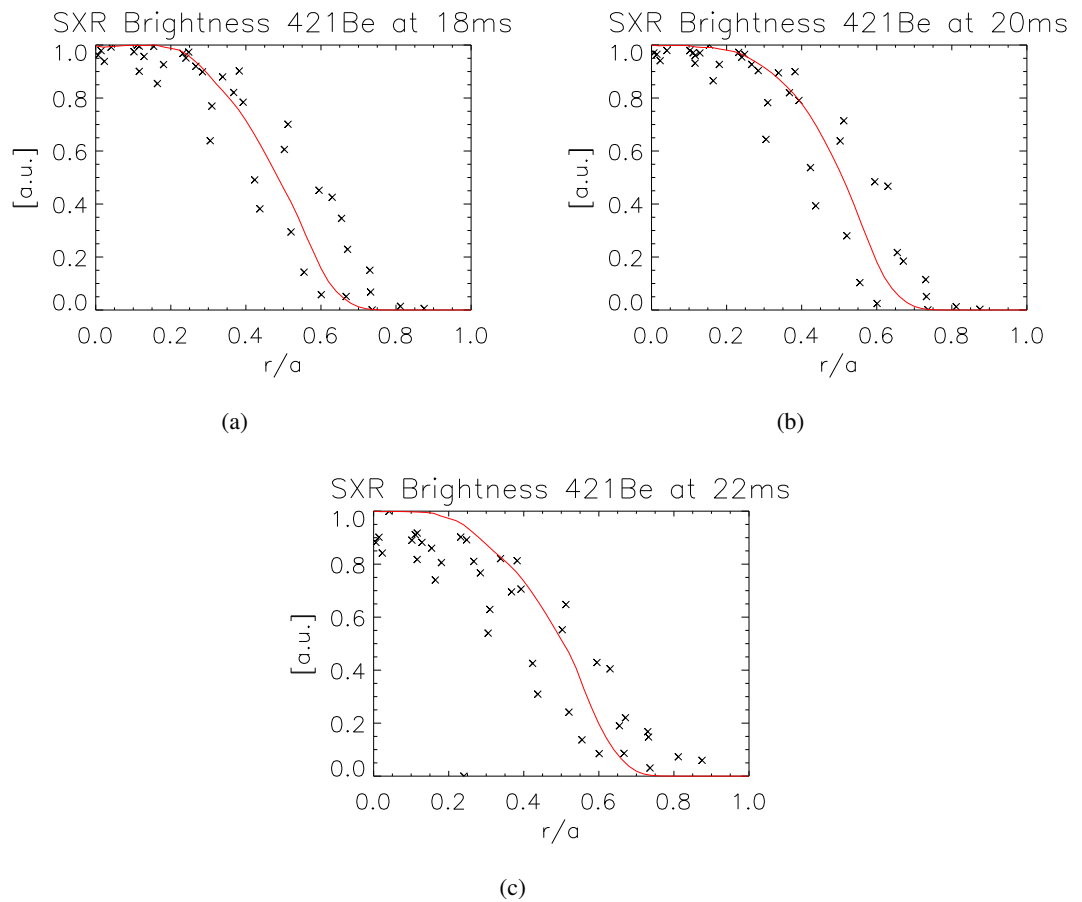 SXR Brightness 421Be at 18ms
1.0
0.8
0.6
0.4
0.2
0.0
[a.u.]
0.0 0.2 0.4 0.6 0.8 1.0
r/a
(a)
SXR Brightness 421Be at 20ms
1.0
0.8
0.6
0.4
0.2
0.0
[a.u.]
0.0 0.2 0.4 0.6 0.8 1.0
r/a
(b)
SXR Brightness 421Be at 22ms
1.0
0.8
0.6
0.4
0.2
0.0
[a.u.]
0.0 0.2 0.4 0.6 0.8 1.0
r/a
(c)